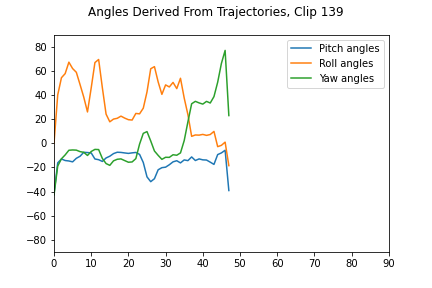 Angles Derived From Trajectories, Clip 139
Pitch angles
Roll angles
Yaw angles
80
60
40
20
0
−20
−40
−60
−80
0 10 20 30 40 50 60 70 80 90